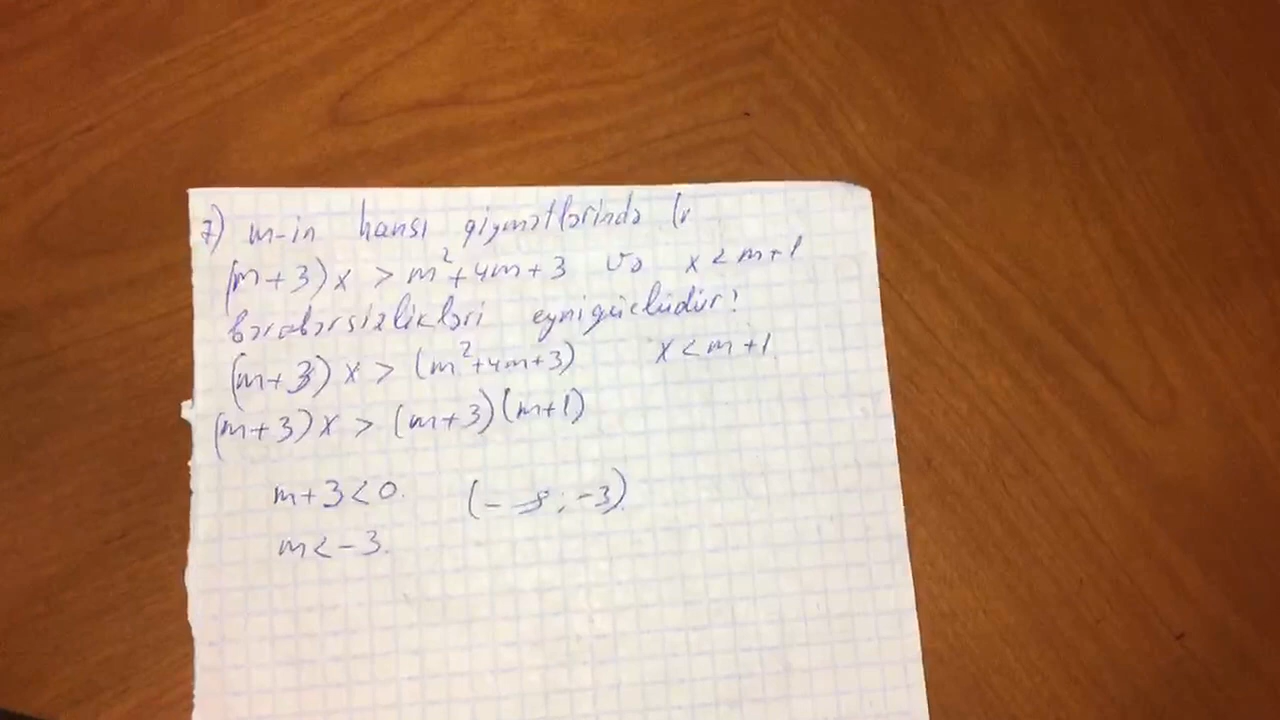 7) m-in hansı qiymətlərində (
(m+3)x > m²+4m+3 və x < m+1
bərabərsizlikləri eynigüclüdür?
(m+3)x > (m²+4m+3) x < m+1
(m+3)x > (m+3)(m+1)
m+3<0. (-∞; -3)
m<-3.